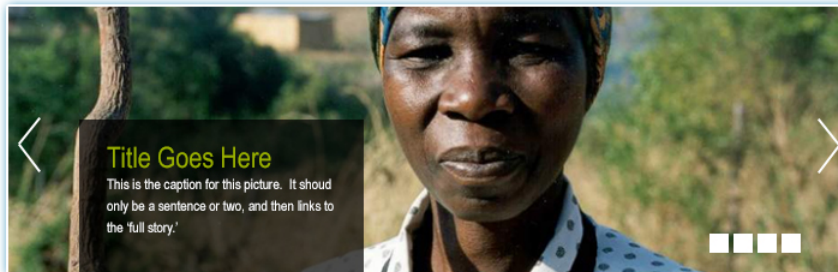 Title Goes Here
This is the caption for this picture. It shoud
only be a sentence or two, and then links to
the ‘full story.’